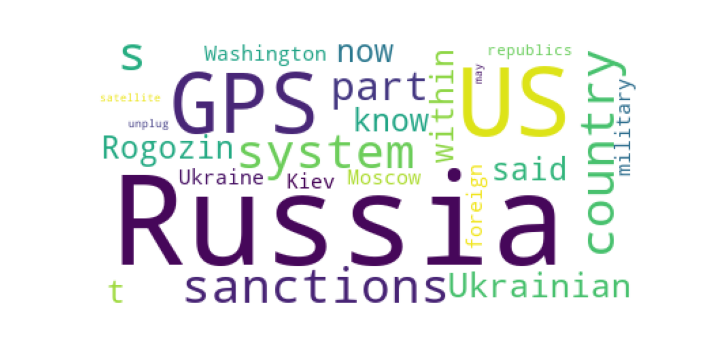 s
Washington
now
republics
GPS
part
within
US
may
country
military
satellite
unplug
know
Rogozin
system
said
Ukraine
Kiev
Moscow
foreign
Russia
t
sanctions
Ukrainian